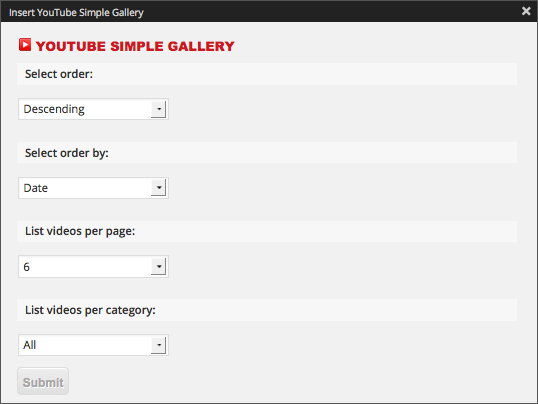 Insert YouTube Simple Gallery
YOUTUBE SIMPLE GALLERY
Select order:
Descending
Select order by:
Date
List videos per page:
6
List videos per category:
All
Submit